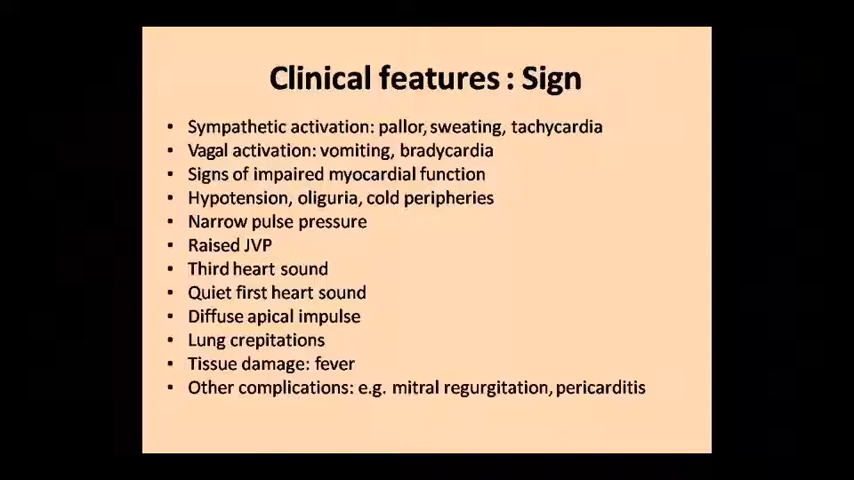 Clinical features : Sign
• Sympathetic activation: pallor, sweating, tachycardia
• Vagal activation: vomiting, bradycardia
• Signs of impaired myocardial function
• Hypotension, oliguria, cold peripheries
• Narrow pulse pressure
• Raised JVP
• Third heart sound
• Quiet first heart sound
• Diffuse apical impulse
• Lung crepitations
• Tissue damage: fever
• Other complications: e.g. mitral regurgitation, pericarditis